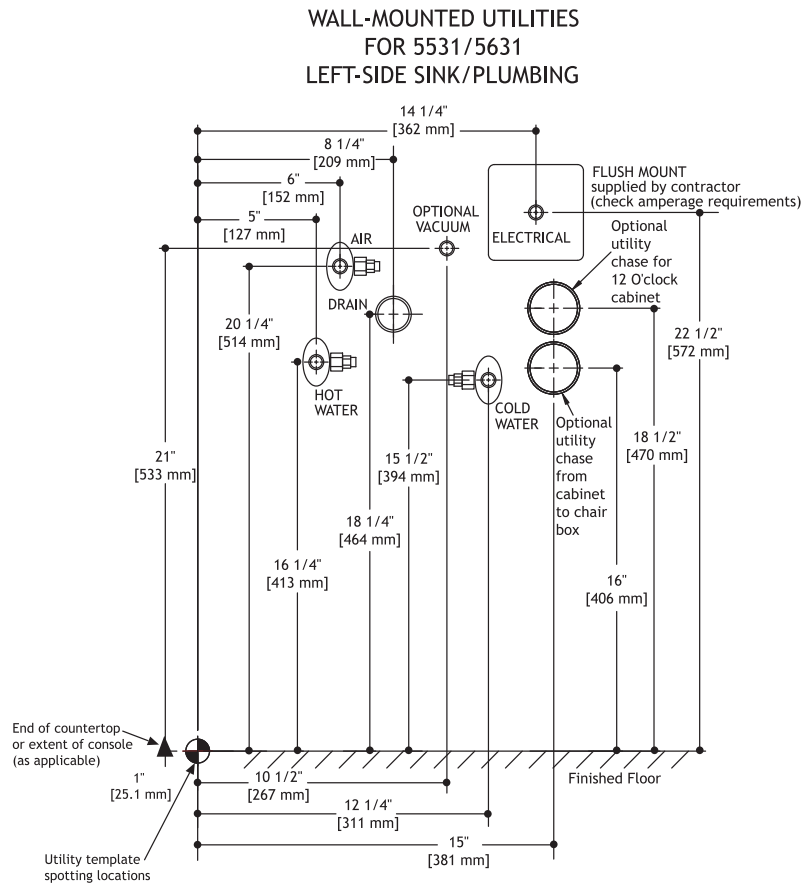 WALL-MOUNTED UTILITIES
FOR 5531/5631
LEFT-SIDE SINK/PLUMBING
14 1/4"
[362 mm]
8 1/4"
[209 mm]
6"
[152 mm]
5"
[127 mm]
AIR
OPTIONAL
VACUUM
ELECTRICAL
FLUSH MOUNT
supplied by contractor
(check amperage requirements)
Optional
utility
chase for
12 O'clock
cabinet
DRAIN
20 1/4"
[514 mm]
22 1/2"
[572 mm]
HOT
WATER
COLD
WATER
Optional
utility
chase
from
cabinet
to chair
box
18 1/2"
[470 mm]
21"
[533 mm]
15 1/2"
[394 mm]
18 1/4"
[464 mm]
16 1/4"
[413 mm]
16"
[406 mm]
End of countertop
or extent of console
(as applicable)
1"
[25.1 mm]
10 1/2"
[267 mm]
Finished Floor
12 1/4"
[311 mm]
15"
[381 mm]
Utility template
spotting locations